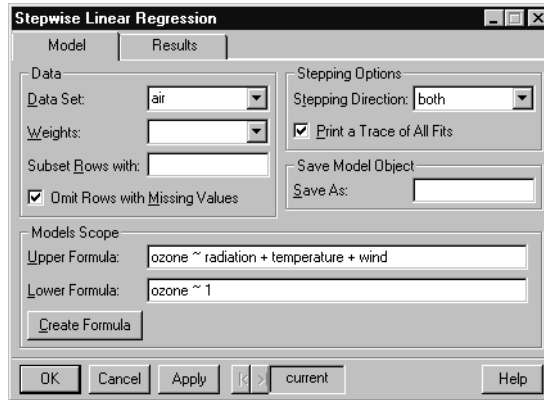 Stepwise Linear Regression
Model Results
Data
Data Set: air
Weights:
Subset Rows with:
Omit Rows with Missing Values
Stepping Options
Stepping Direction: both
Print a Trace of All Fits
Save Model Object
Save As:
Models Scope
Upper Formula: ozone ~ radiation + temperature + wind
Lower Formula: ozone ~ 1
Create Formula
OK Cancel Apply current Help